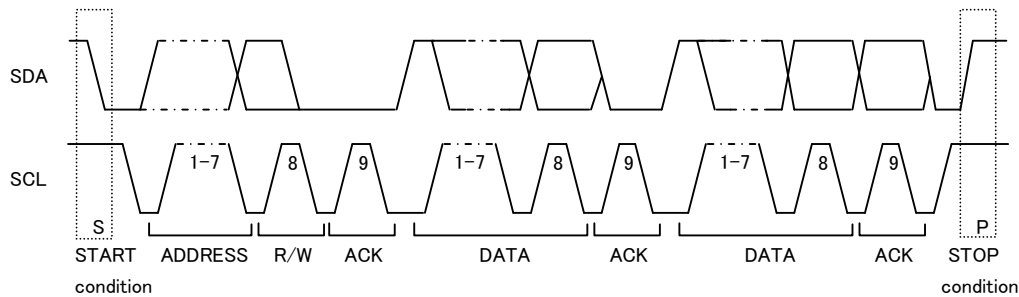 SDA
SCL
1-7 8 9 1-7 8 9 1-7 8 9
S P
START ADDRESS R/W ACK DATA ACK DATA ACK STOP
condition condition